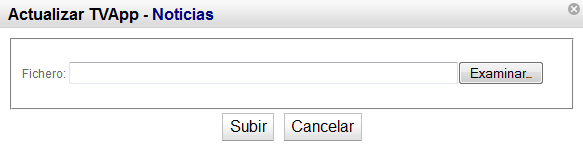 Actualizar TVApp - Noticias
Fichero: Examinar...
Subir Cancelar